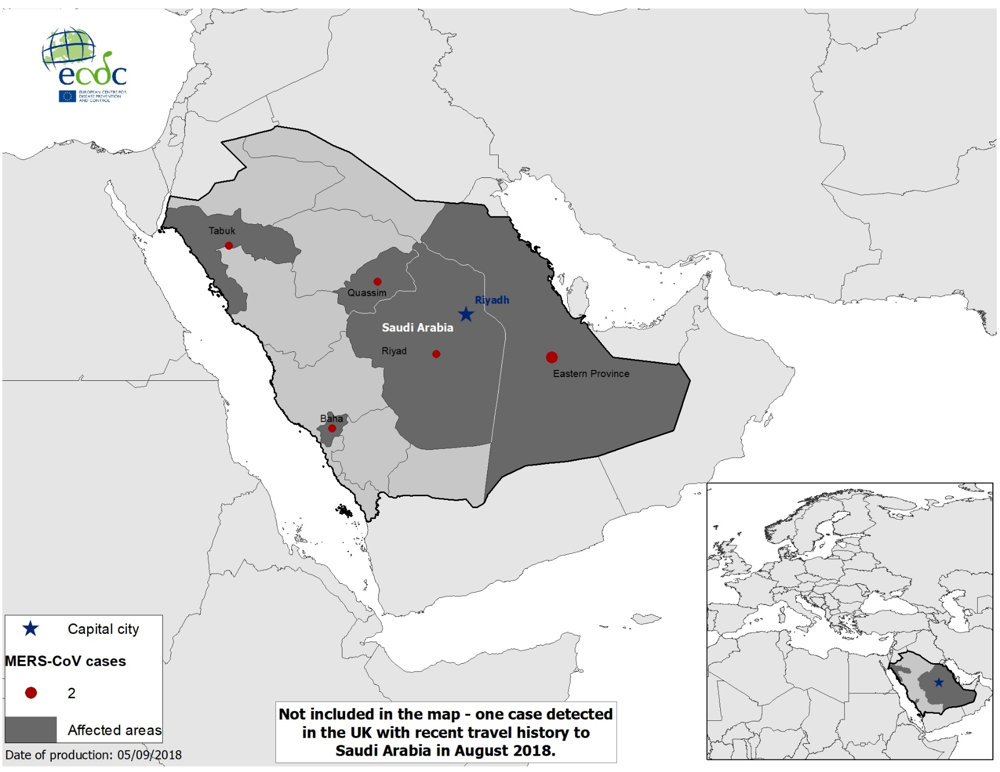 ecdc
EUROPEAN CENTRE FOR
DISEASE PREVENTION
AND CONTROL
Tabuk
Quassim
Riyadh
Saudi Arabia
Riyad
Eastern Province
Baha
Capital city
MERS-CoV cases
2
Affected areas
Date of production: 05/09/2018
Not included in the map - one case detected
in the UK with recent travel history to
Saudi Arabia in August 2018.